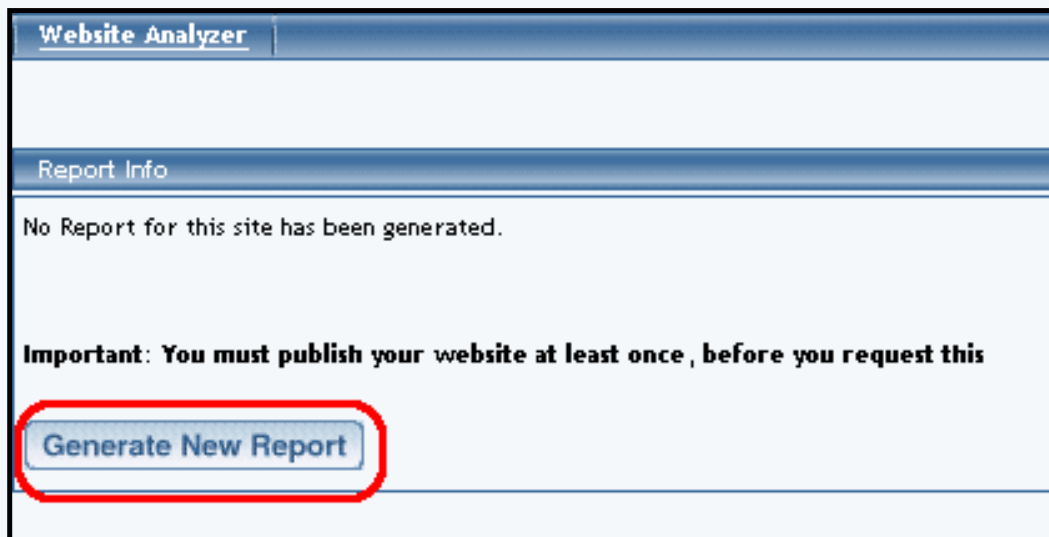 Website Analyzer
Report Info
No Report for this site has been generated.
Important: You must publish your website at least once, before you request this
Generate New Report